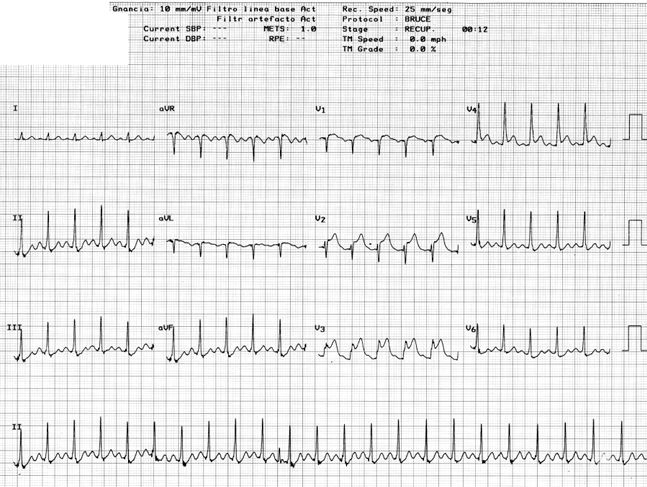 Gnancia: 10 mm/mV Filtro linea base Act Rec. Speed: 25 mm/seg
Filtr artefacto Act Protocol : BRUCE
Current SBP: --- METS: 1.0 Stage : RECUP. 00:12
Current DBP: --- RPE: -- TM Speed : 0.0 mph
TM Grade : 0.0 %
I aVR V1 V4
II aVL V2 V5
III aVF V3 V6
II